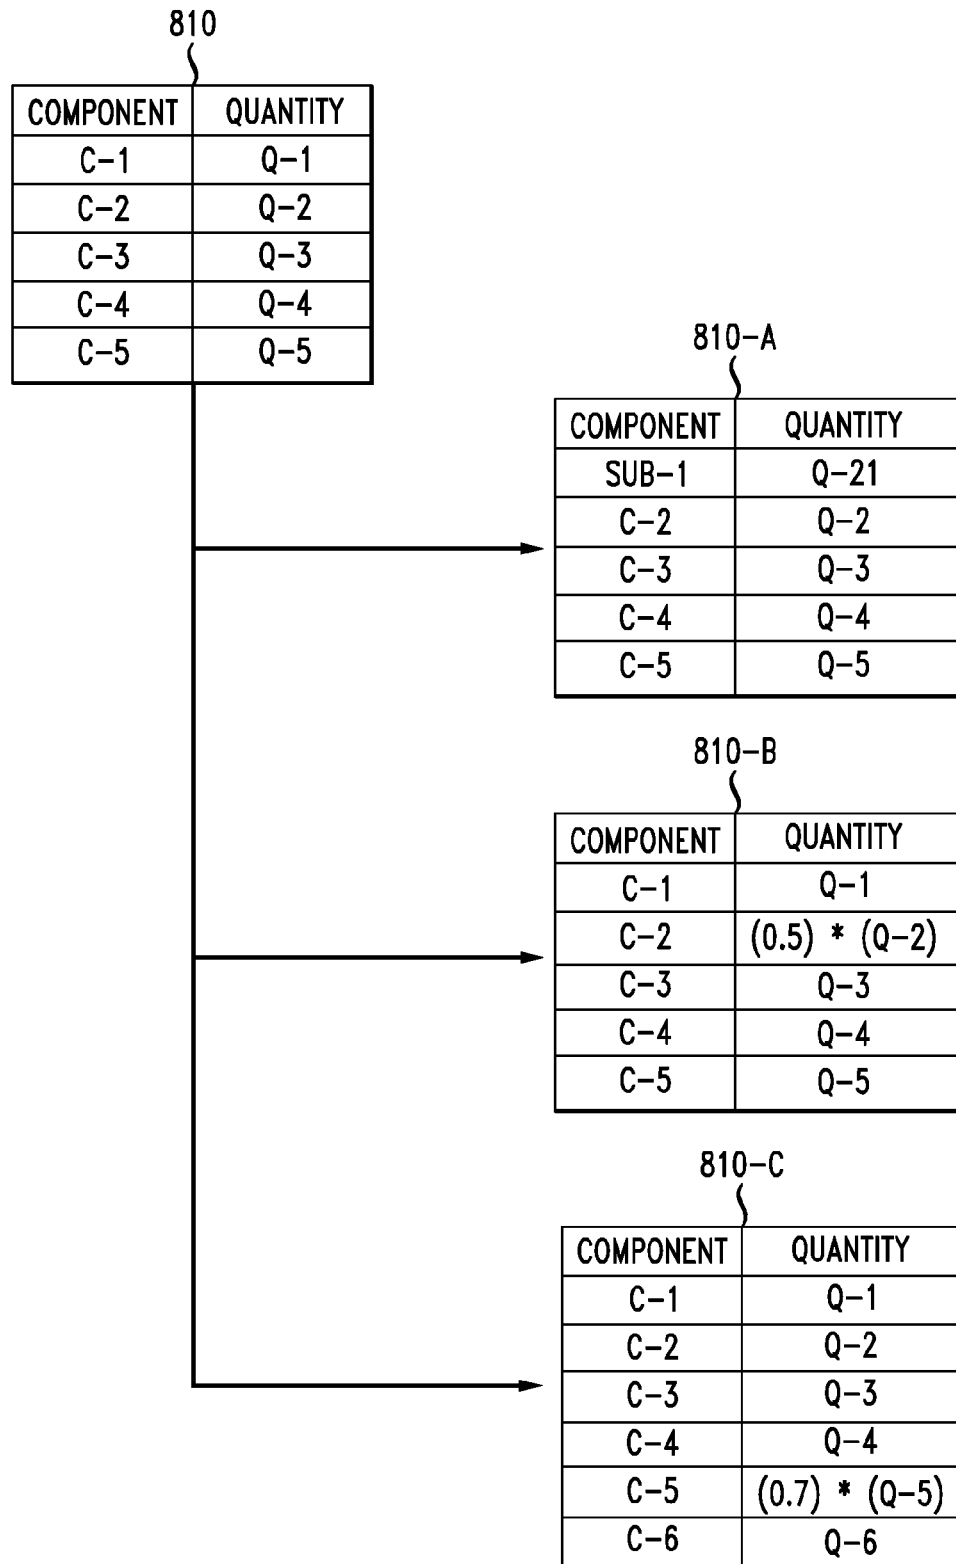 810
COMPONENT QUANTITY
C-1 Q-1
C-2 Q-2
C-3 Q-3
C-4 Q-4
C-5 Q-5
810-A
COMPONENT QUANTITY
SUB-1 Q-21
C-2 Q-2
C-3 Q-3
C-4 Q-4
C-5 Q-5
810-B
COMPONENT QUANTITY
C-1 Q-1
C-2 (0.5) * (Q-2)
C-3 Q-3
C-4 Q-4
C-5 Q-5
810-C
COMPONENT QUANTITY
C-1 Q-1
C-2 Q-2
C-3 Q-3
C-4 Q-4
C-5 (0.7) * (Q-5)
C-6 Q-6